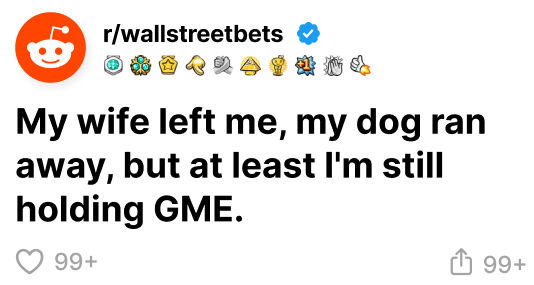 r/wallstreetbets
My wife left me, my dog ran
away, but at least I'm still
holding GME.
99+
99+